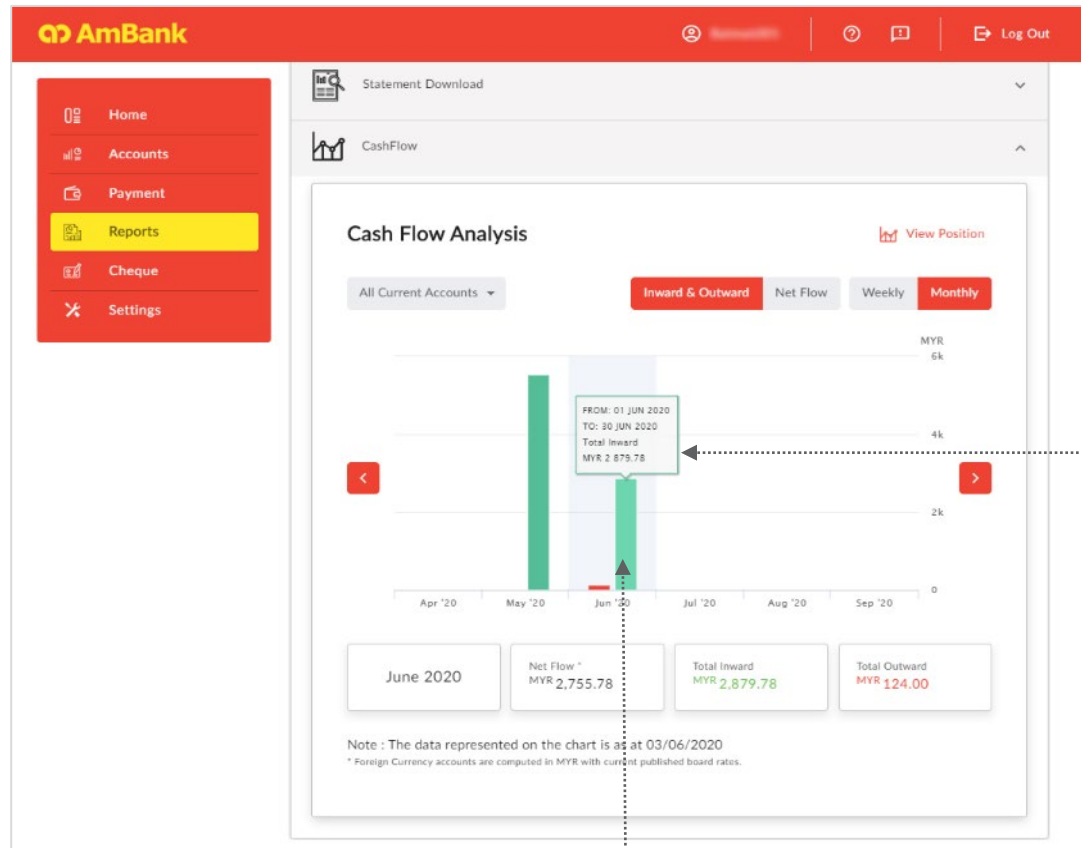 AmBank
Log Out
Home
Accounts
Payment
Reports
Cheque
Settings
Statement Download
CashFlow
Cash Flow Analysis
View Position
All Current Accounts
Inward & Outward
Net Flow
Weekly
Monthly
MYR
6k
4k
2k
0
FROM: 01 JUN 2020
TO: 30 JUN 2020
Total Inward
MYR 2 879.78
Apr '20
May '20
Jun '20
Jul '20
Aug '20
Sep '20
June 2020
Net Flow *
MYR 2,755.78
Total Inward
MYR 2,879.78
Total Outward
MYR 124.00
Note : The data represented on the chart is as at 03/06/2020
* Foreign Currency accounts are computed in MYR with current published board rates.